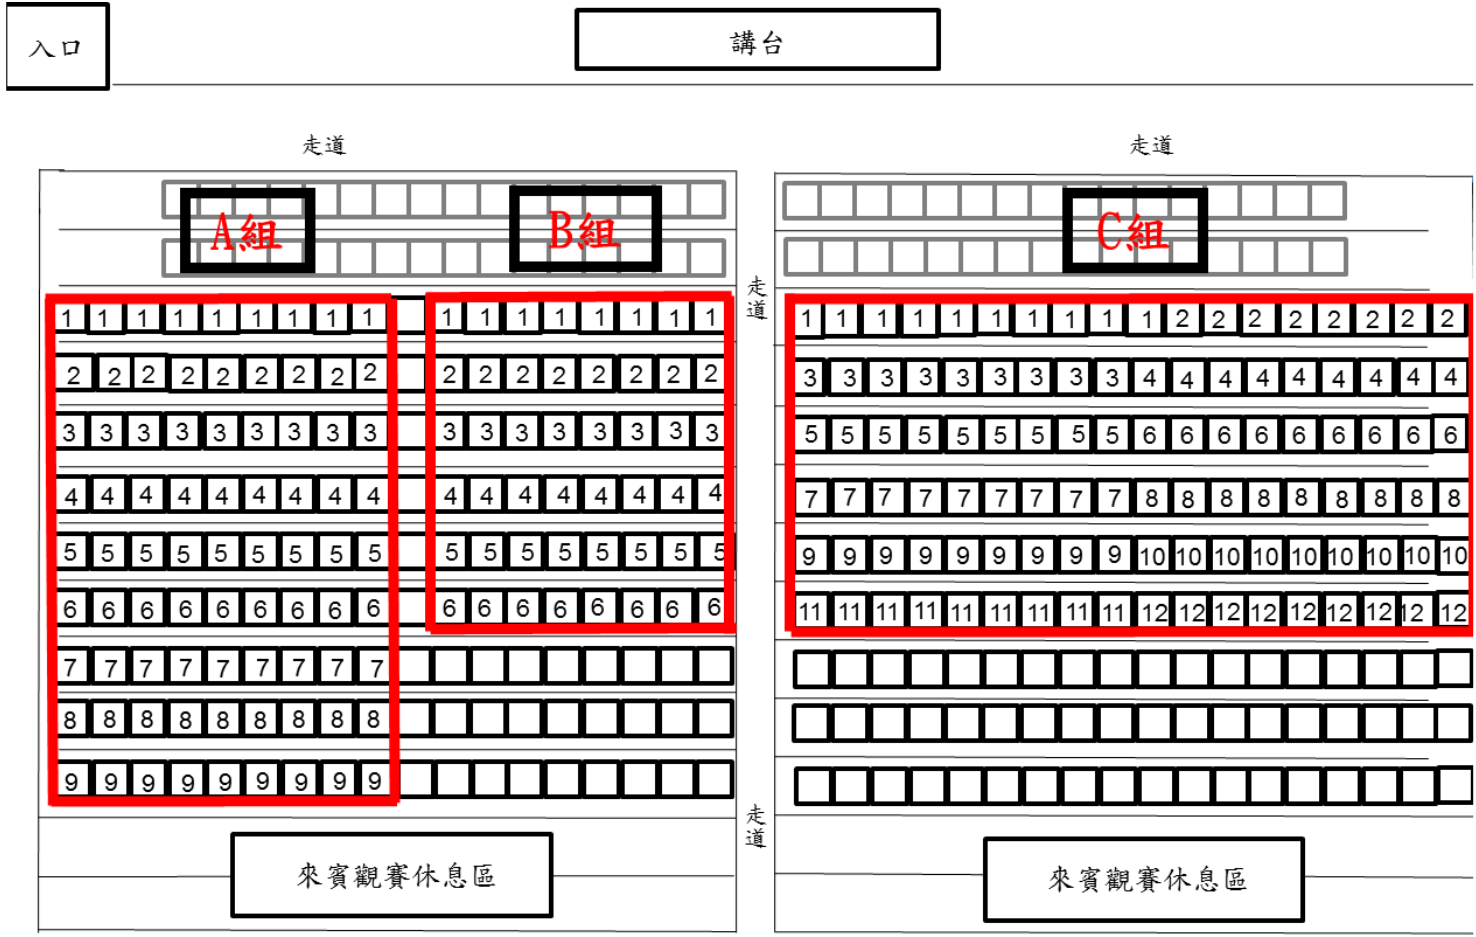 入口
講台
走道
走道
A組
B組
C組
走道
1 1 1 1 1 1 1 1 1 1 1 1 1 1 1 1 1 1 1 1 1 1 1 1 1 1 1 2 2 2 2 2 2 2 2
2 2 2 2 2 2 2 2 2 2 2 2 2 2 2 2 2 3 3 3 3 3 3 3 3 3 4 4 4 4 4 4 4 4 4
3 3 3 3 3 3 3 3 3 3 3 3 3 3 3 3 3 5 5 5 5 5 5 5 5 5 6 6 6 6 6 6 6 6 6
4 4 4 4 4 4 4 4 4 4 4 4 4 4 4 4 4 7 7 7 7 7 7 7 7 7 8 8 8 8 8 8 8 8 8
5 5 5 5 5 5 5 5 5 5 5 5 5 5 5 5 5 9 9 9 9 9 9 9 9 9 10 10 10 10 10 10 10 10 10
6 6 6 6 6 6 6 6 6 6 6 6 6 6 6 6 6 11 11 11 11 11 11 11 11 11 12 12 12 12 12 12 12 12 12
7 7 7 7 7 7 7 7 7
8 8 8 8 8 8 8 8 8
9 9 9 9 9 9 9 9 9
走道
來賓觀賽休息區
來賓觀賽休息區